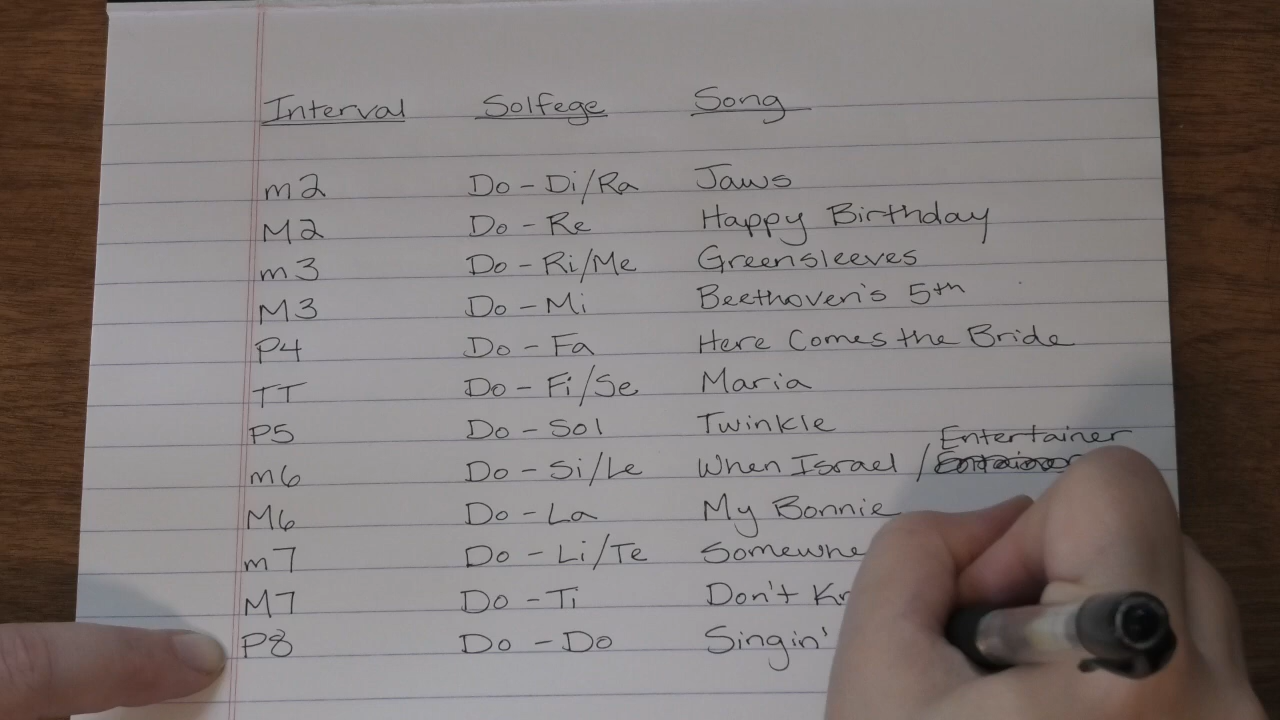 Interval Solfege Song
m2 Do - Di/Ra Jaws
M2 Do - Re Happy Birthday
m3 Do - Ri/Me Greensleeves
M3 Do - Mi Beethoven's 5th
P4 Do - Fa Here Comes the Bride
TT Do - Fi/Se Maria
P5 Do - Sol Twinkle
Entertainer
m6 Do - Si/Le When Israel /
M6 Do - La My Bonnie
m7 Do - Li/Te Somewhe
M7 Do - Ti Don't Kn
P8 Do - Do Singin'